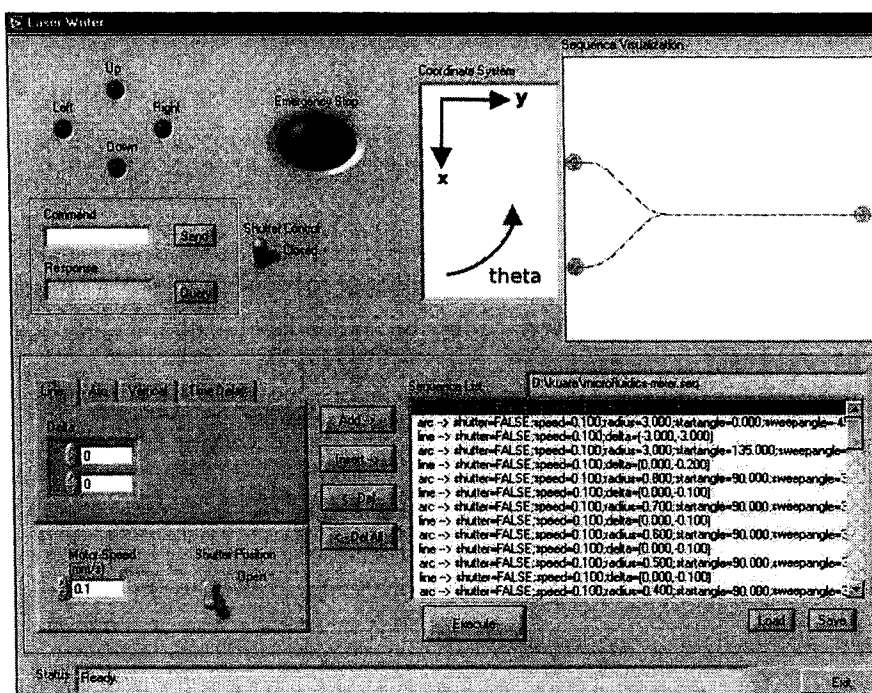 Laser Writer
Sequence Visualization
Up
Left
Right
Down
Emergency Stop
Coordinate System
y
x
theta
Command
Send
Response
Query
Shutter Control
Closed
Line
Arc
Vertical
Time Delay
Delta
0
0
Add ->
Insert ->
<- Del
<- Del All
Motor Speed
(mm/s)
0.1
Shutter Position
Open
Sequence List
D:\kuars\microfluidics-mixer.seq
arc -> shutter=FALSE;speed=0.100;radius=3.000;startangle=0.000;sweepangle=-4
line -> shutter=FALSE;speed=0.100;delta=[-3.000,-3.000]
arc -> shutter=FALSE;speed=0.100;radius=3.000;startangle=135.000;sweepangle=
line -> shutter=FALSE;speed=0.100;delta=[0.000,-0.200]
arc -> shutter=FALSE;speed=0.100;radius=0.800;startangle=90.000;sweepangle=3
line -> shutter=FALSE;speed=0.100;delta=[0.000,-0.100]
arc -> shutter=FALSE;speed=0.100;radius=0.700;startangle=90.000;sweepangle=3
line -> shutter=FALSE;speed=0.100;delta=[0.000,-0.100]
arc -> shutter=FALSE;speed=0.100;radius=0.600;startangle=90.000;sweepangle=3
line -> shutter=FALSE;speed=0.100;delta=[0.000,-0.100]
arc -> shutter=FALSE;speed=0.100;radius=0.500;startangle=90.000;sweepangle=3
line -> shutter=FALSE;speed=0.100;delta=[0.000,-0.100]
arc -> shutter=FALSE;speed=0.100;radius=0.400;startangle=90.000;sweepangle=3
Execute
Load
Save
Status
Ready.
Exit